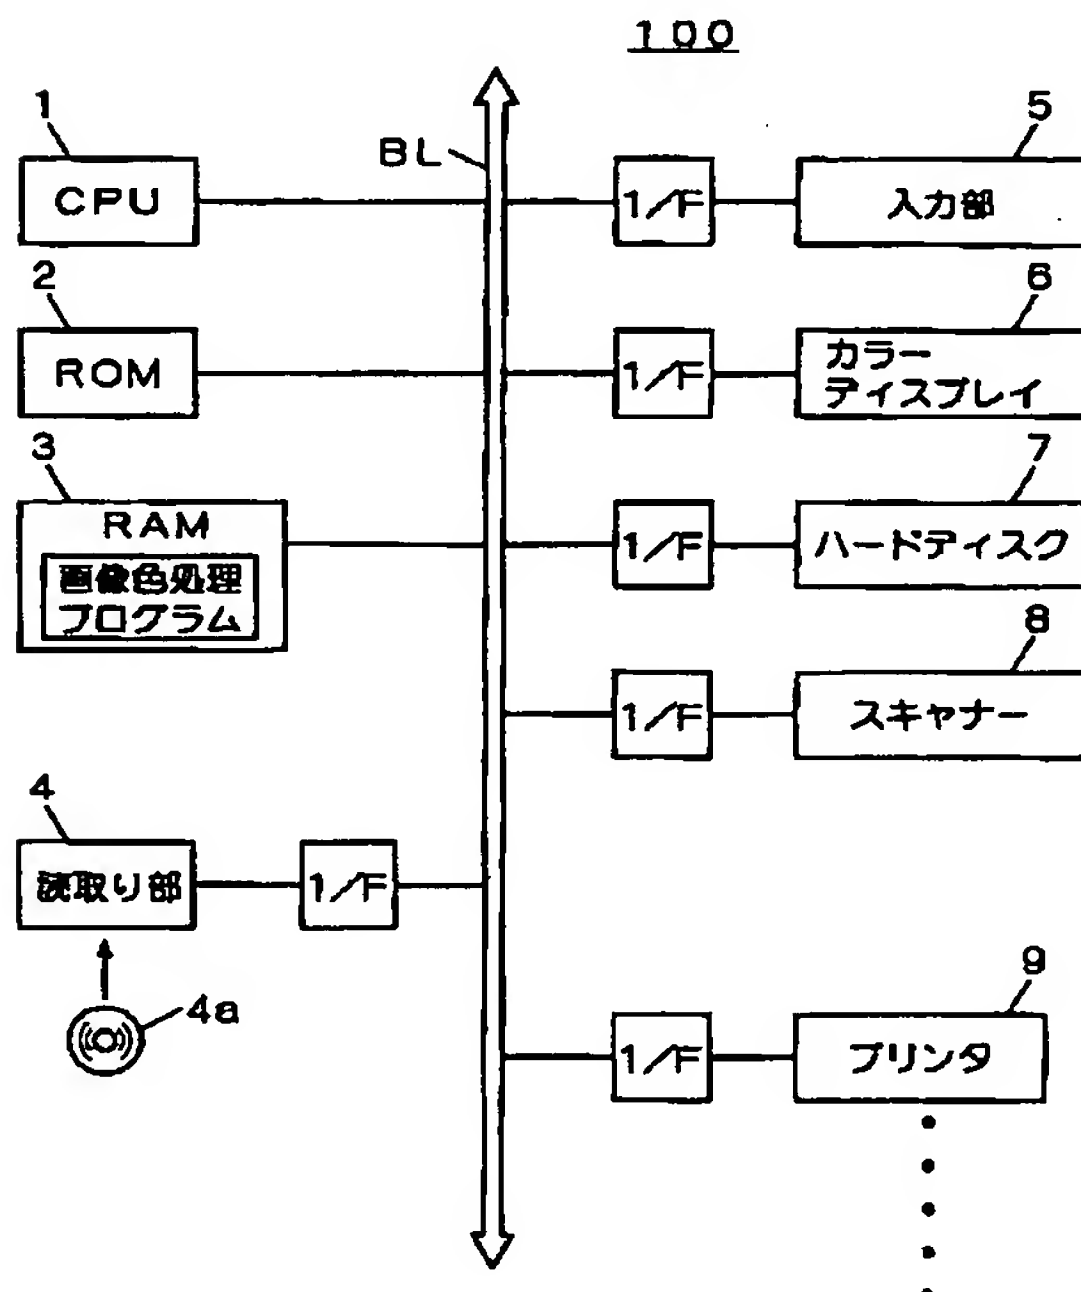 100
1
CPU
BL
1/F
5
入力部
2
ROM
1/F
6
カラー
ディスプレイ
3
RAM
画像色処理
プログラム
1/F
7
ハードディスク
1/F
8
スキャナー
4
読取り部
1/F
4a
1/F
9
プリンタ